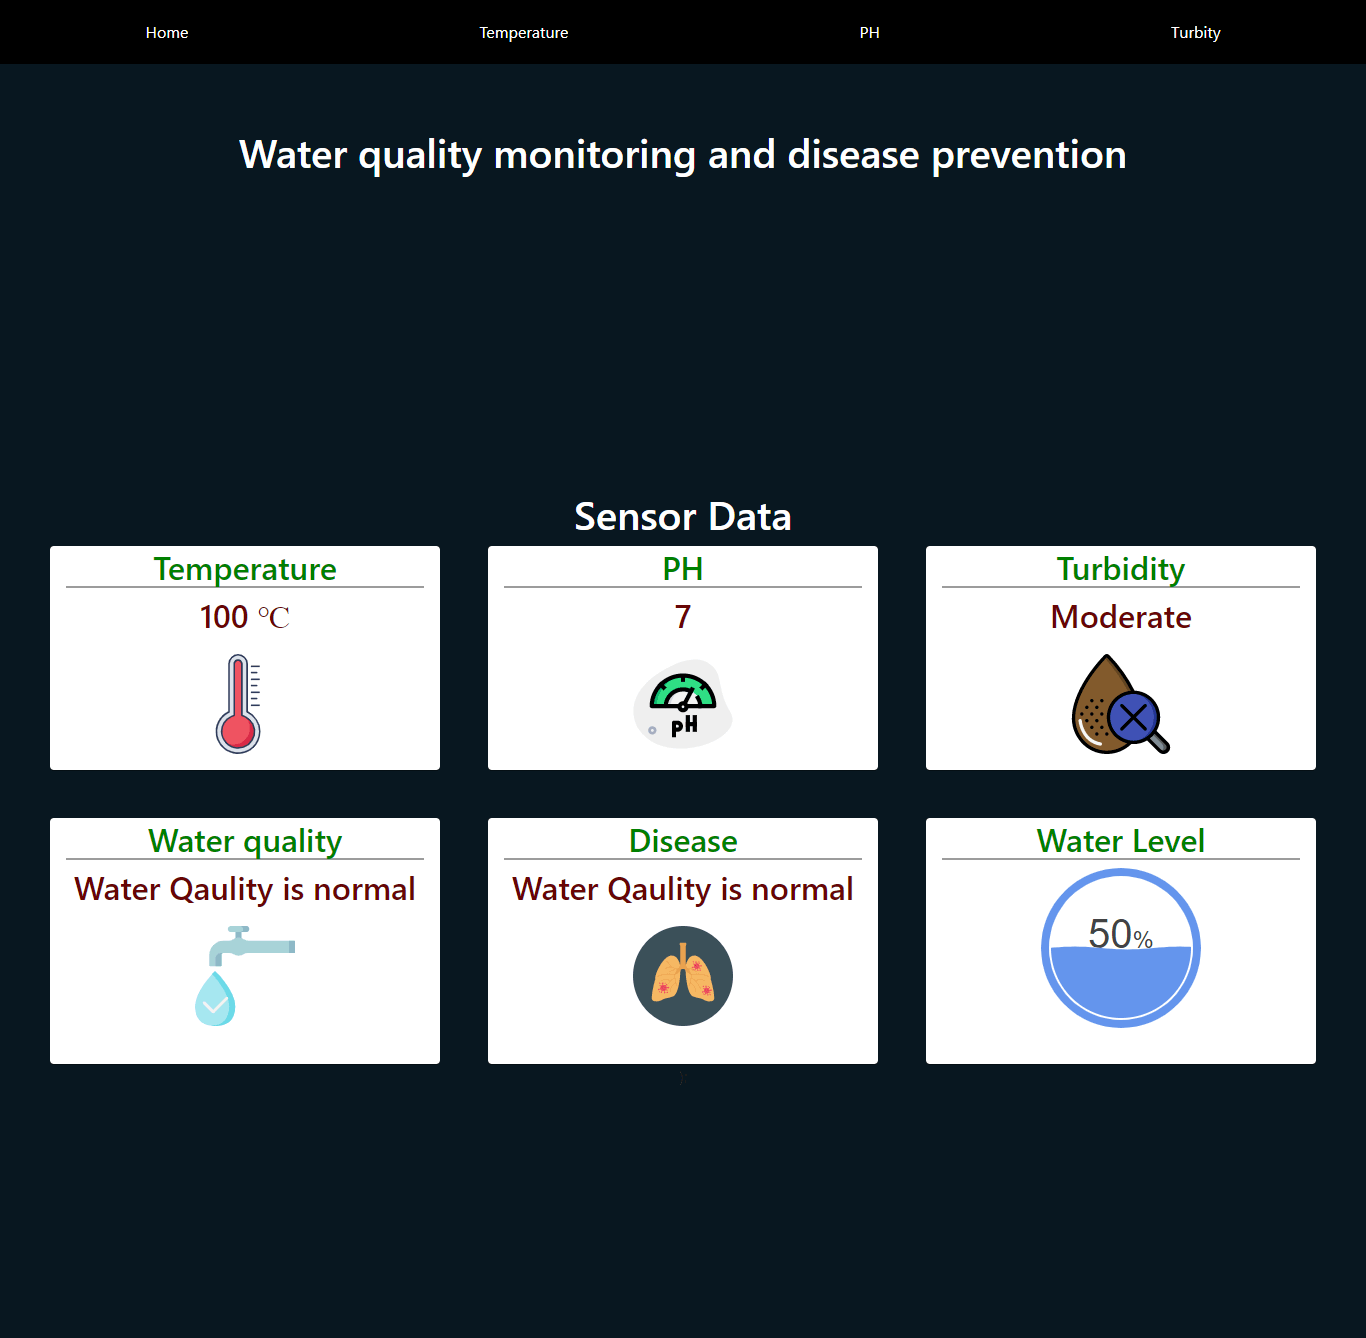 Home Temperature PH Turbity
Water quality monitoring and disease prevention
Sensor Data
Temperature
100 °C
PH
7
pH
Turbidity
Moderate
Water quality
Water Qaulity is normal
Disease
Water Qaulity is normal
Water Level
50%